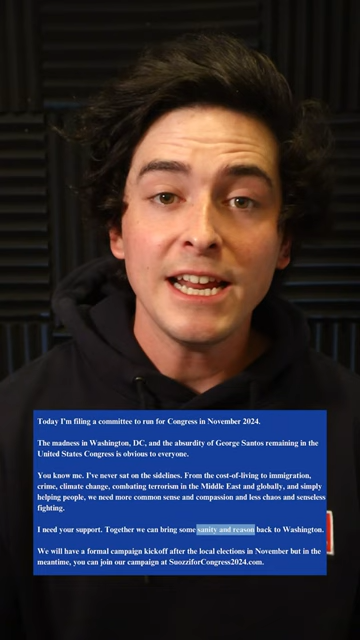 Today I'm filing a committee to run for Congress in November 2024.
The madness in Washington, DC, and the absurdity of George Santos remaining in the
United States Congress is obvious to everyone.
You know me. I've never sat on the sidelines. From the cost-of-living to immigration,
crime, climate change, combating terrorism in the Middle East and globally, and simply
helping people, we need more common sense and compassion and less chaos and senseless
fighting.
I need your support. Together we can bring some sanity and reason back to Washington.
We will have a formal campaign kickoff after the local elections in November but in the
meantime, you can join our campaign at SuozziforCongress2024.com.